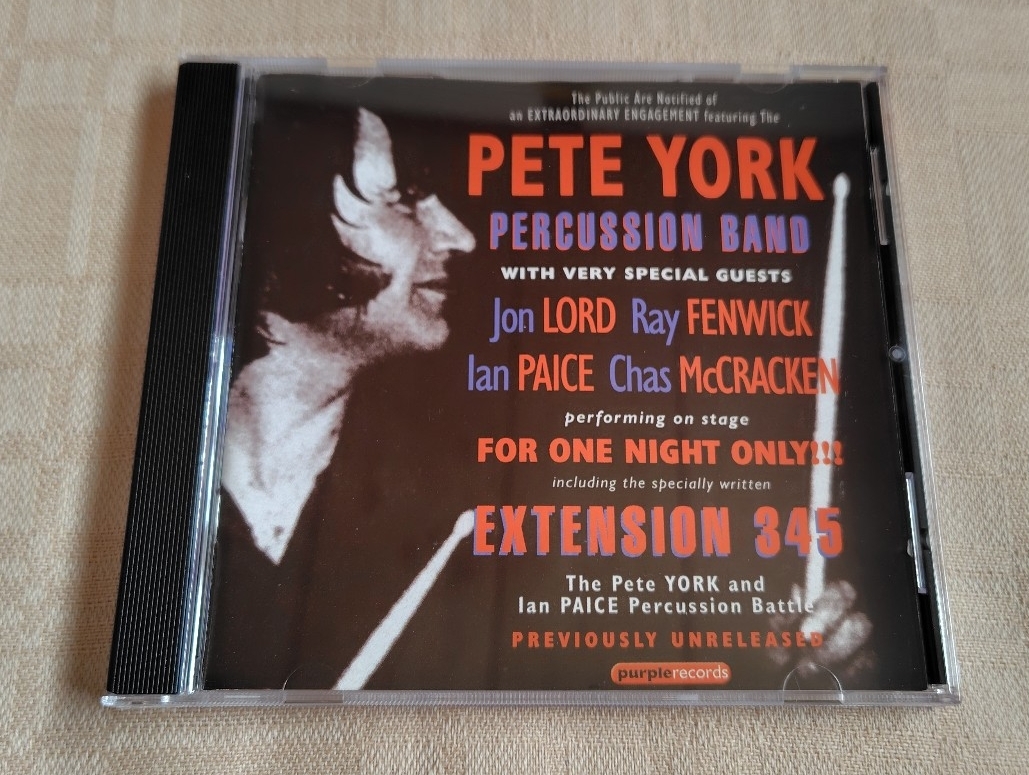 The Public Are Notified of
an EXTRAORDINARY ENGAGEMENT featuring The
PETE YORK
PERCUSSION BAND
WITH VERY SPECIAL GUESTS
Jon LORD Ray FENWICK
Ian PAICE Chas McCRACKEN
performing on stage
FOR ONE NIGHT ONLY!!!
including the specially written
EXTENSION 345
The Pete YORK and
Ian PAICE Percussion Battle
PREVIOUSLY UNRELEASED
purplerecords